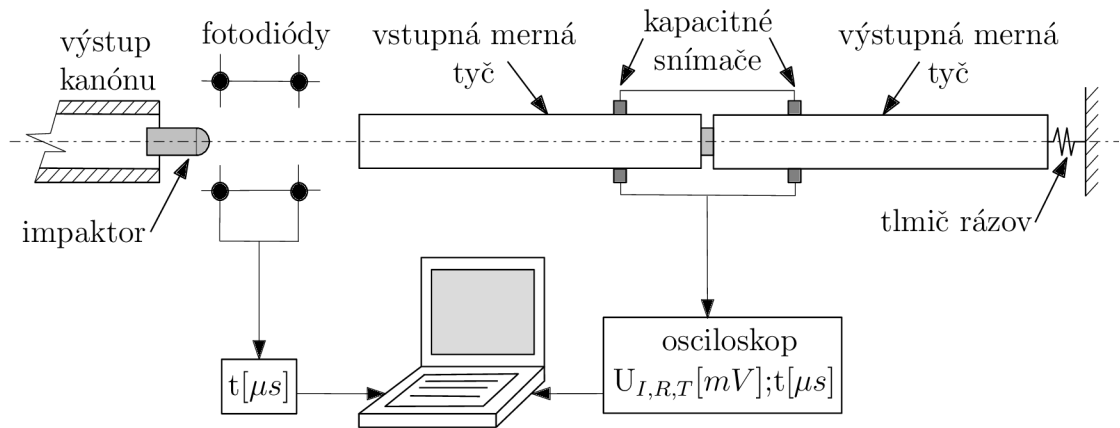 výstup
kanónu
fotodiódy
vstupná merná
tyč
kapacitné
snímače
výstupná merná
tyč
impaktor
tlmič rázov
t[μs]
osciloskop
U_{I,R,T}[mV];t[μs]